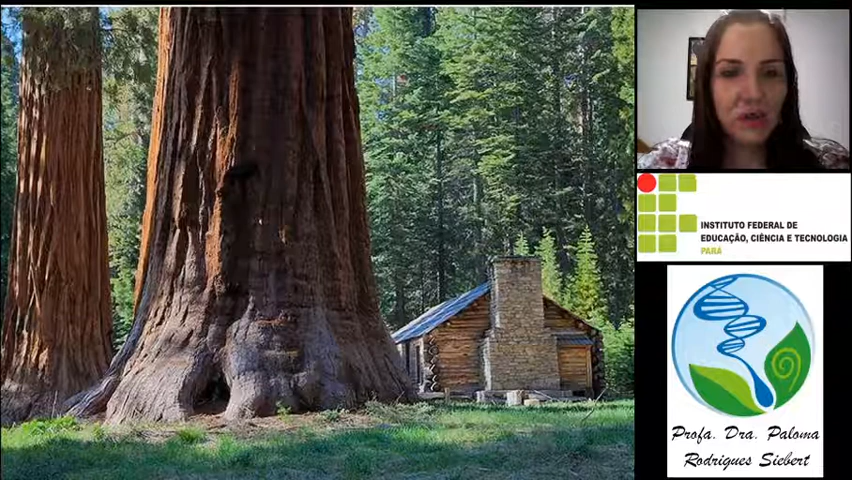 INSTITUTO FEDERAL DE
EDUCAÇÃO, CIÊNCIA E TECNOLOGIA
PARÁ
Profa. Dra. Paloma
Rodrigues Siebert